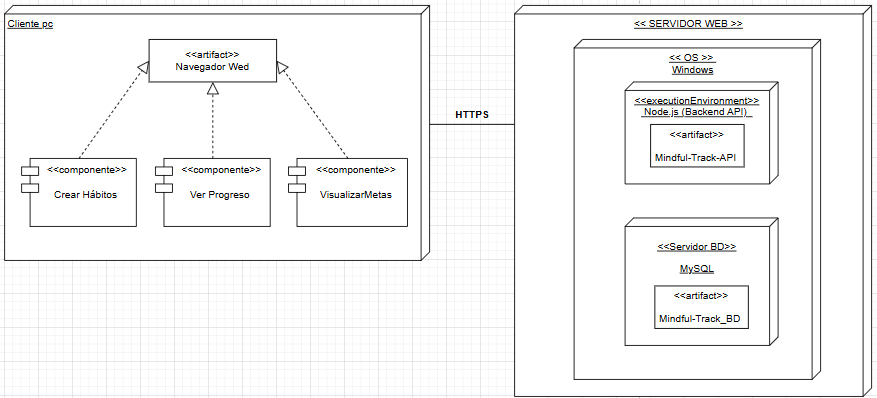 Cliente pc
<<artifact>>
Navegador Wed
<<componente>>
Crear Hábitos
<<componente>>
Ver Progreso
<<componente>>
VisualizarMetas
HTTPS
<< SERVIDOR WEB >>
<< OS >>
Windows
<<executionEnvironment>>
Node.js (Backend API)
<<artifact>>
Mindful-Track-API
<<Servidor BD>>
MySQL
<<artifact>>
Mindful-Track_BD